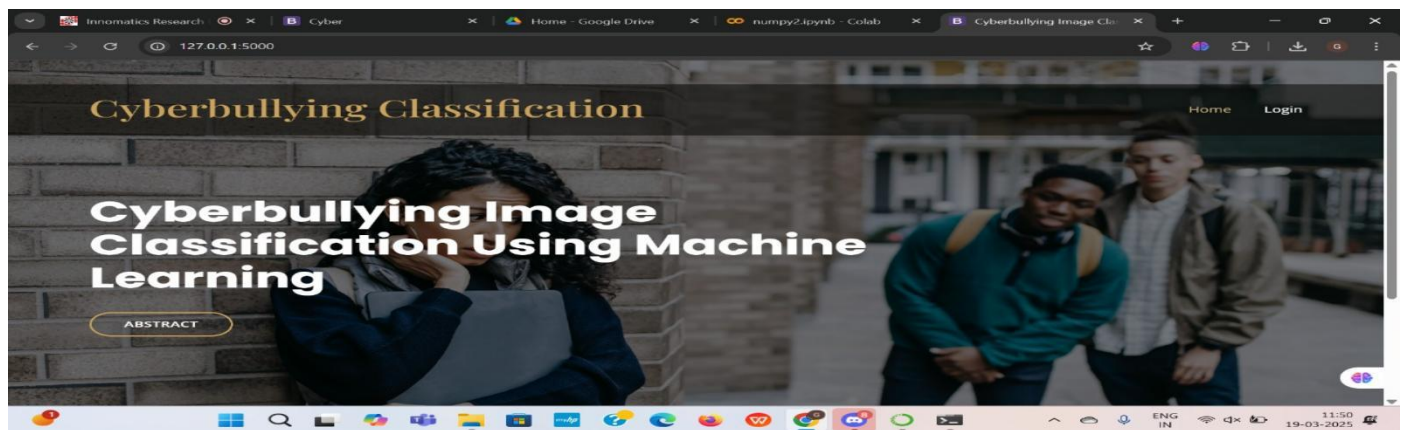 Innomatics Research
Cyber
Home - Google Drive
numpy2.ipynb - Colab
Cyberbullying Image Cla
127.0.0.1:5000
G
Cyberbullying Classification
Home
Login
Cyberbullying Image
Classification Using Machine
Learning
ABSTRACT
ENG
IN
11:50
19-03-2025